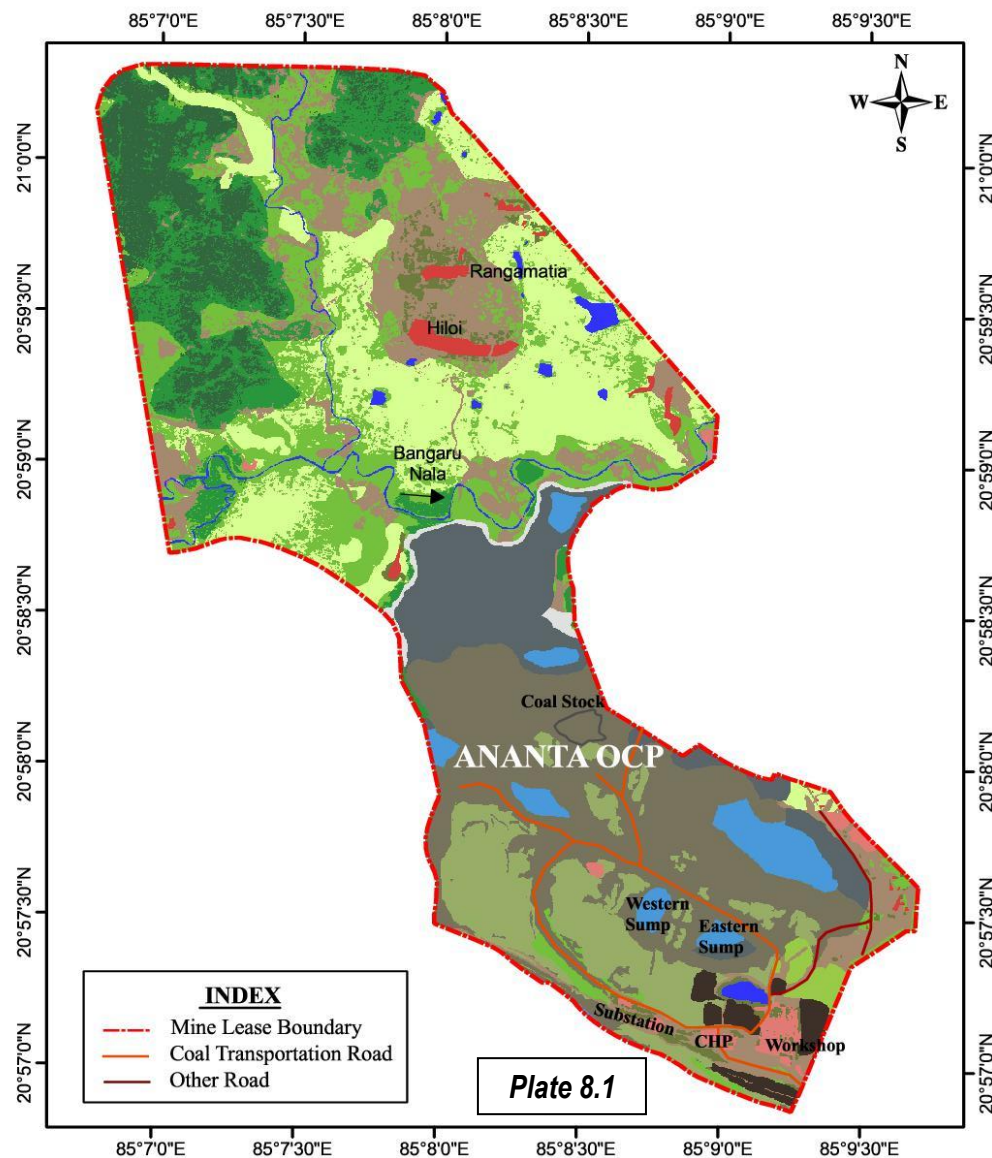 85°7'0"E 85°7'30"E 85°8'0"E 85°8'30"E 85°9'0"E 85°9'30"E
N
W E
S
21°0'0"N
21°0'0"N
Rangamatia
20°59'30"N
20°59'30"N
Hiloi
Bangaru
Nala
20°59'0"N
20°59'0"N
20°58'30"N
20°58'30"N
Coal Stock
ANANTA OCP
20°58'0"N
20°58'0"N
Western
Sump
Eastern
Sump
20°57'30"N
20°57'30"N
Substation
CHP
Workshop
20°57'0"N
20°57'0"N
INDEX
Mine Lease Boundary
Coal Transportation Road
Other Road
Plate 8.1
85°7'0"E 85°7'30"E 85°8'0"E 85°8'30"E 85°9'0"E 85°9'30"E